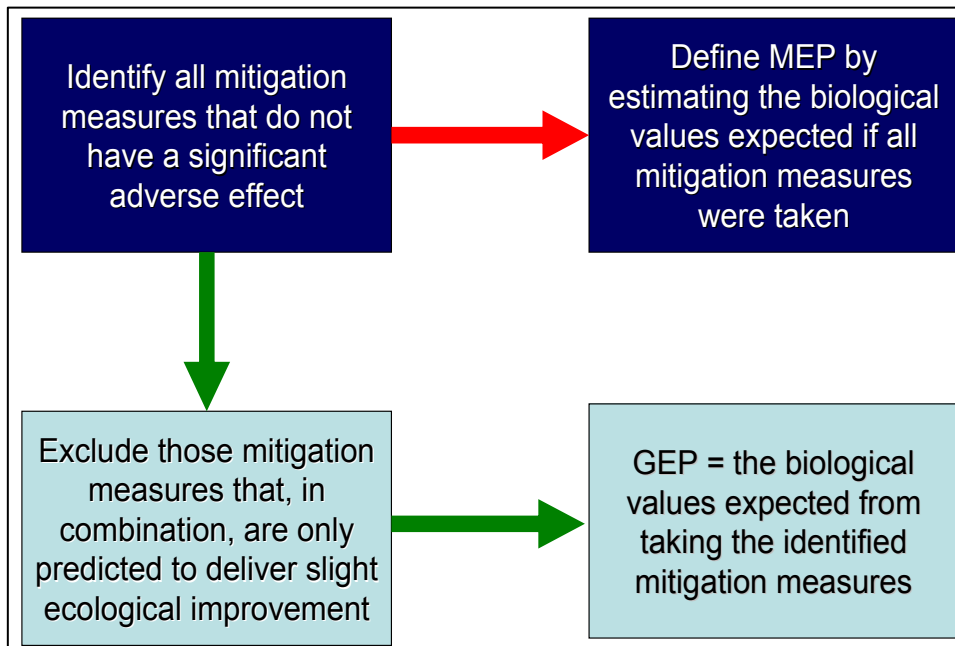 Identify all mitigation
measures that do not
have a significant
adverse effect
Define MEP by
estimating the biological
values expected if all
mitigation measures
were taken
Exclude those mitigation
measures that, in
combination, are only
predicted to deliver slight
ecological improvement
GEP = the biological
values expected from
taking the identified
mitigation measures